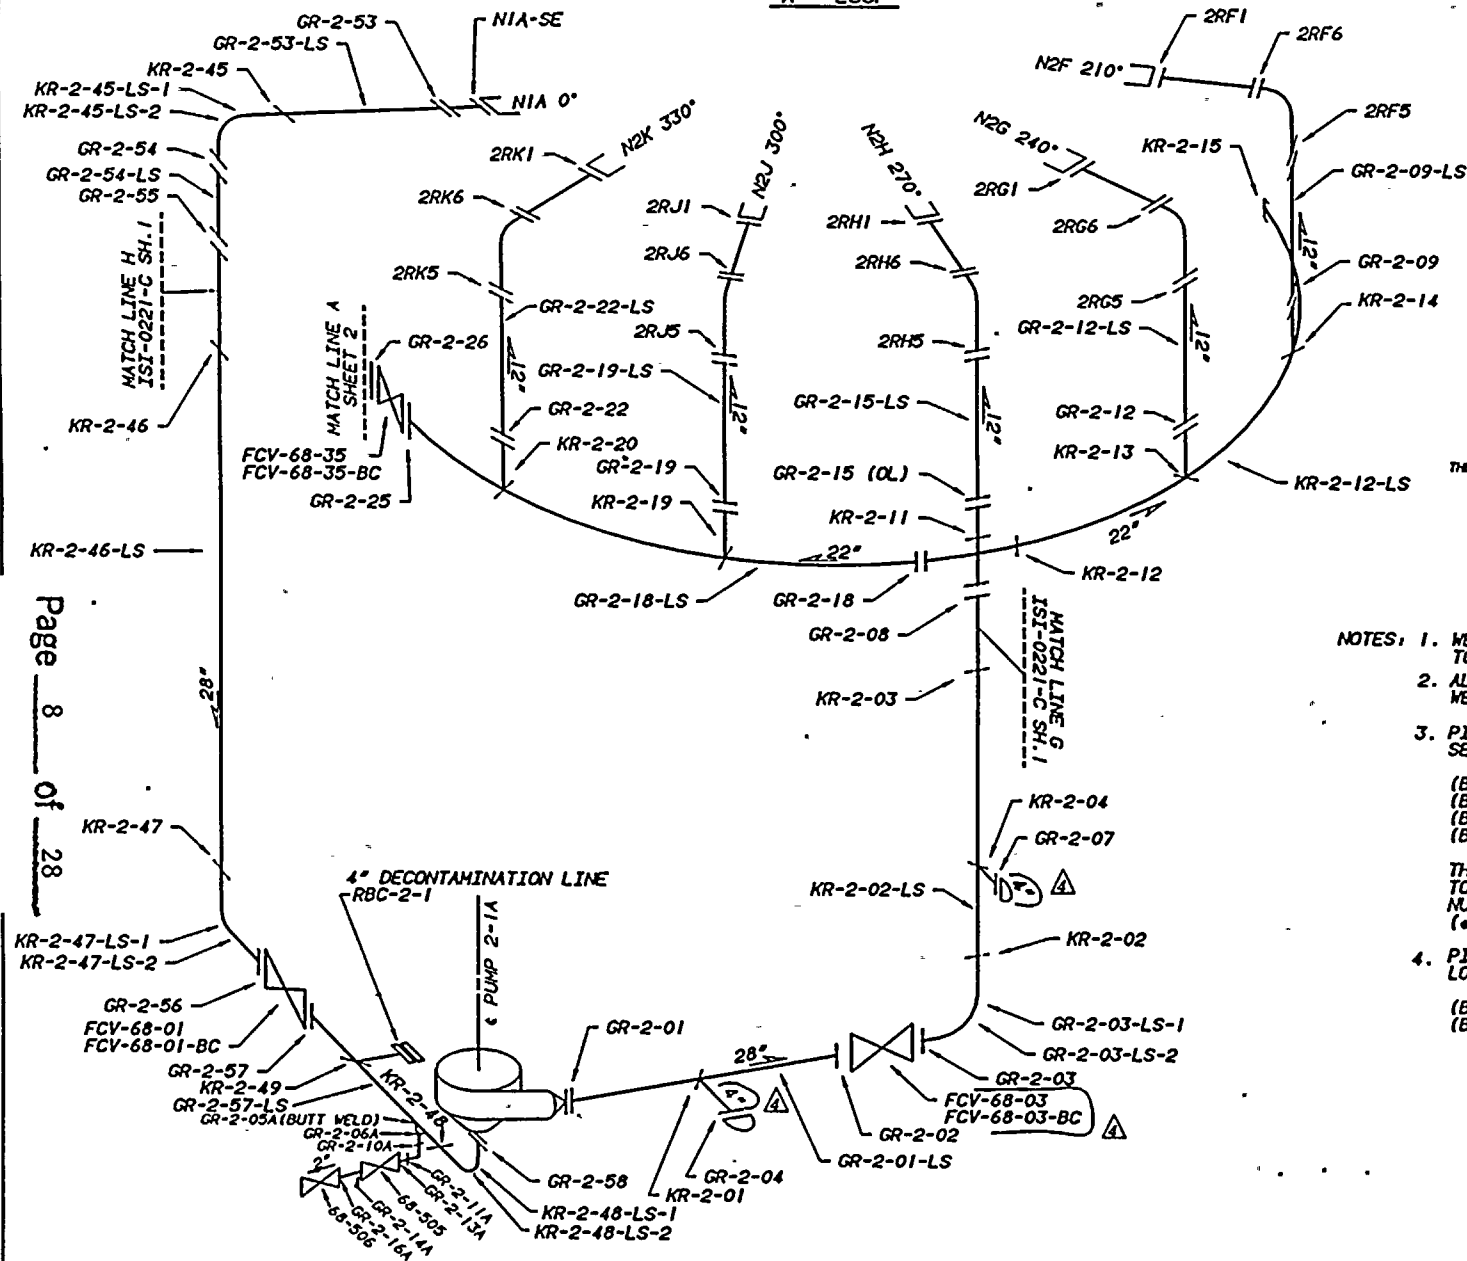 GR-2-53
N1A-SE
GR-2-53-LS
KR-2-45
KR-2-45-LS-1
KR-2-45-LS-2
N1A 0°
GR-2-54
GR-2-54-LS
GR-2-55
MATCH LINE H
ISI-0221-C SH.1
KR-2-46
2RK1
N2K 330°
2RK6
2RK5
GR-2-22-LS
12"
MATCH LINE A
SHEET 2
GR-2-26
GR-2-22
KR-2-20
FCV-68-35
FCV-68-35-BC
GR-2-25
N2J 300°
2RJ1
2RJ6
2RJ5
GR-2-19-LS
12"
GR-2-19
KR-2-19
N2H 270°
2RH1
2RH6
2RH5
GR-2-15-LS
12"
GR-2-15 (OL)
KR-2-11
N2G 240°
2RG1
2RG6
2RG5
GR-2-12-LS
12"
GR-2-12
KR-2-13
2RF1
2RF6
N2F 210°
2RF5
KR-2-15
GR-2-09-LS
12"
GR-2-09
KR-2-14
KR-2-12-LS
22"
KR-2-12
22"
GR-2-18-LS
GR-2-18
GR-2-08
MATCH LINE G
ISI-0221-C SH.1
KR-2-03
KR-2-46-LS
28"
Page 8 of 28
KR-2-47
KR-2-47-LS-1
KR-2-47-LS-2
GR-2-56
FCV-68-01
FCV-68-01-BC
GR-2-57
KR-2-49
GR-2-57-LS
GR-2-05A(BUTT WELD)
GR-2-06A
GR-2-10A
2"
4" DECONTAMINATION LINE
RBC-2-1
PUMP 2-1A
KR-2-48
GR-2-11A
GR-2-13A
68-505
GR-2-14A
GR-2-16A
68-506
GR-2-58
KR-2-48-LS-1
KR-2-48-LS-2
GR-2-01
28"
4"
4
GR-2-04
KR-2-01
GR-2-01-LS
GR-2-02
FCV-68-03
FCV-68-03-BC
4
GR-2-03
GR-2-03-LS-2
GR-2-03-LS-1
KR-2-02
KR-2-02-LS
KR-2-04
GR-2-07
4"
4
NOTES: 1.
2.
3.
4.